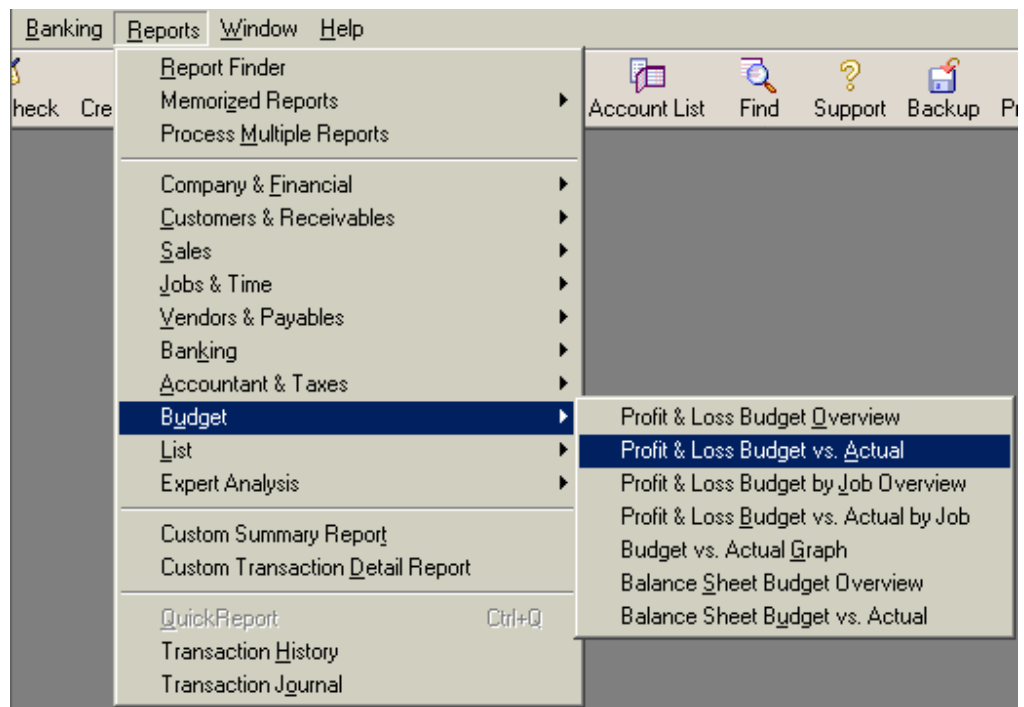 Banking Reports Window Help
heck Cre Account List Find Support Backup
Report Finder
Memorized Reports
Process Multiple Reports
Company & Financial
Customers & Receivables
Sales
Jobs & Time
Vendors & Payables
Banking
Accountant & Taxes
Budget
List
Expert Analysis
Custom Summary Report
Custom Transaction Detail Report
QuickReport Ctrl+Q
Transaction History
Transaction Journal
Profit & Loss Budget Overview
Profit & Loss Budget vs. Actual
Profit & Loss Budget by Job Overview
Profit & Loss Budget vs. Actual by Job
Budget vs. Actual Graph
Balance Sheet Budget Overview
Balance Sheet Budget vs. Actual